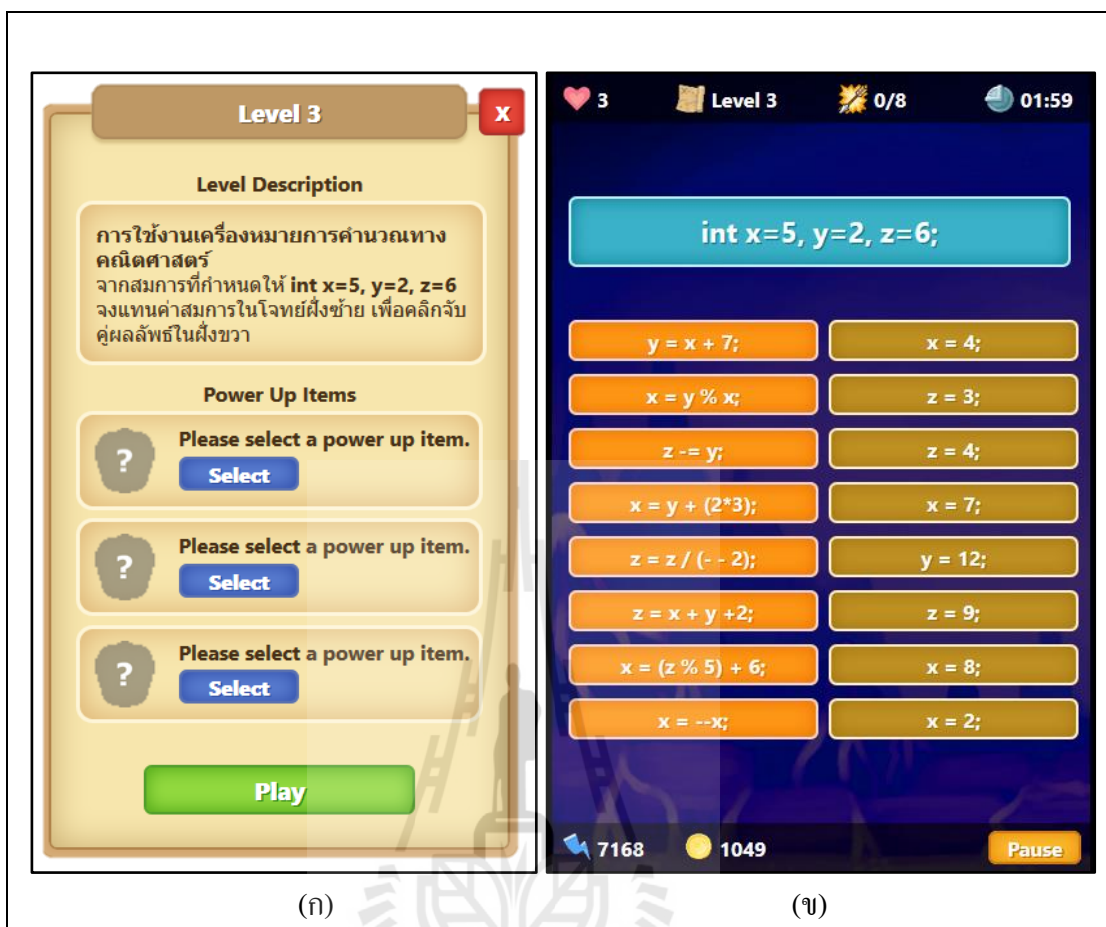 Level 3
X
Level Description
การใช้งานเครื่องหมายการคำนวณทาง
คณิตศาสตร์
จากสมการที่กำหนดให้ int x=5, y=2, z=6
จงแทนค่าสมการในโจทย์ฝั่งซ้าย เพื่อคลิกจับ
คู่ผลลัพธ์ในฝั่งขวา
Power Up Items
?
Please select a power up item.
Select
?
Please select a power up item.
Select
?
Please select a power up item.
Select
Play
(ก)
3 Level 3 0/8 01:59
int x=5, y=2, z=6;
y = x + 7; x = 4;
x = y % x; z = 3;
z -= y; z = 4;
x = y + (2*3); x = 7;
z = z / (- - 2); y = 12;
z = x + y +2; z = 9;
x = (z % 5) + 6; x = 8;
x = --x; x = 2;
7168 1049 Pause
(ข)